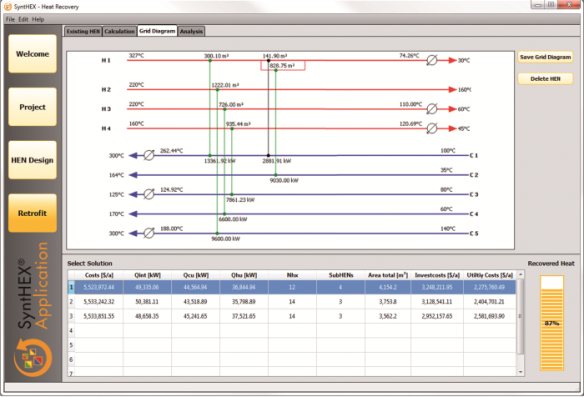 SyntHEX - Heat Recovery
File Edit Help
Existing HEN Calculation Grid Diagram Analysis
Welcome
Project
HEN Design
Retrofit
SyntHEX® Application
Save Grid Diagram
Delete HEN
H 1 327°C 300.10 m² 141.90 m² 74.26°C 30°C
828.75 m²
H 2 220°C 1222.01 m² 160°C
H 3 220°C 726.00 m² 110.00°C 60°C
H 4 160°C 935.44 m² 120.69°C 45°C
300°C 262.44°C 13361.92 kW 2881.91 kW 100°C C 1
164°C 9030.00 kW 35°C C 2
125°C 124.92°C 7861.23 kW 80°C C 3
170°C 6600.00 kW 60°C C 4
300°C 188.00°C 9600.00 kW 140°C C 5
Select Solution
Recovered Heat
Costs [$/a] Qint [kW] Qcu [kW] Qhu [kW] Nhx SubHENs Area total [m²] Investcosts [$/a] Utilitiy Costs [$/a]
1 5,523,972.44 49,335.06 44,564.94 36,844.94 12 4 4,154.2 3,248,211.95 2,275,760.49
2 5,533,242.32 50,381.11 43,518.89 35,798.89 14 3 3,753.8 3,128,541.11 2,404,701.21
3 5,533,851.55 48,658.35 45,241.65 37,521.65 14 3 3,562.2 2,952,157.65 2,581,693.90
4
5
6
7
87%